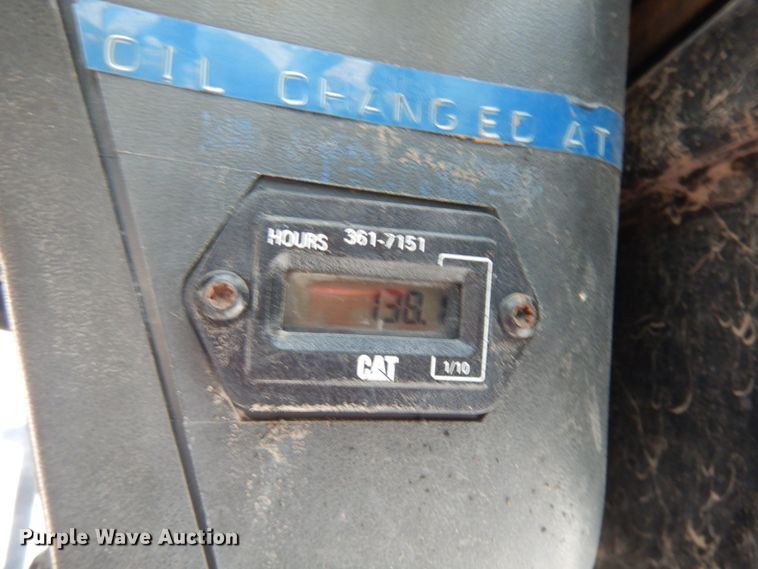 OIL CHANGED AT
HOURS 361-7151
138.1
CAT
1/10
Purple Wave Auction